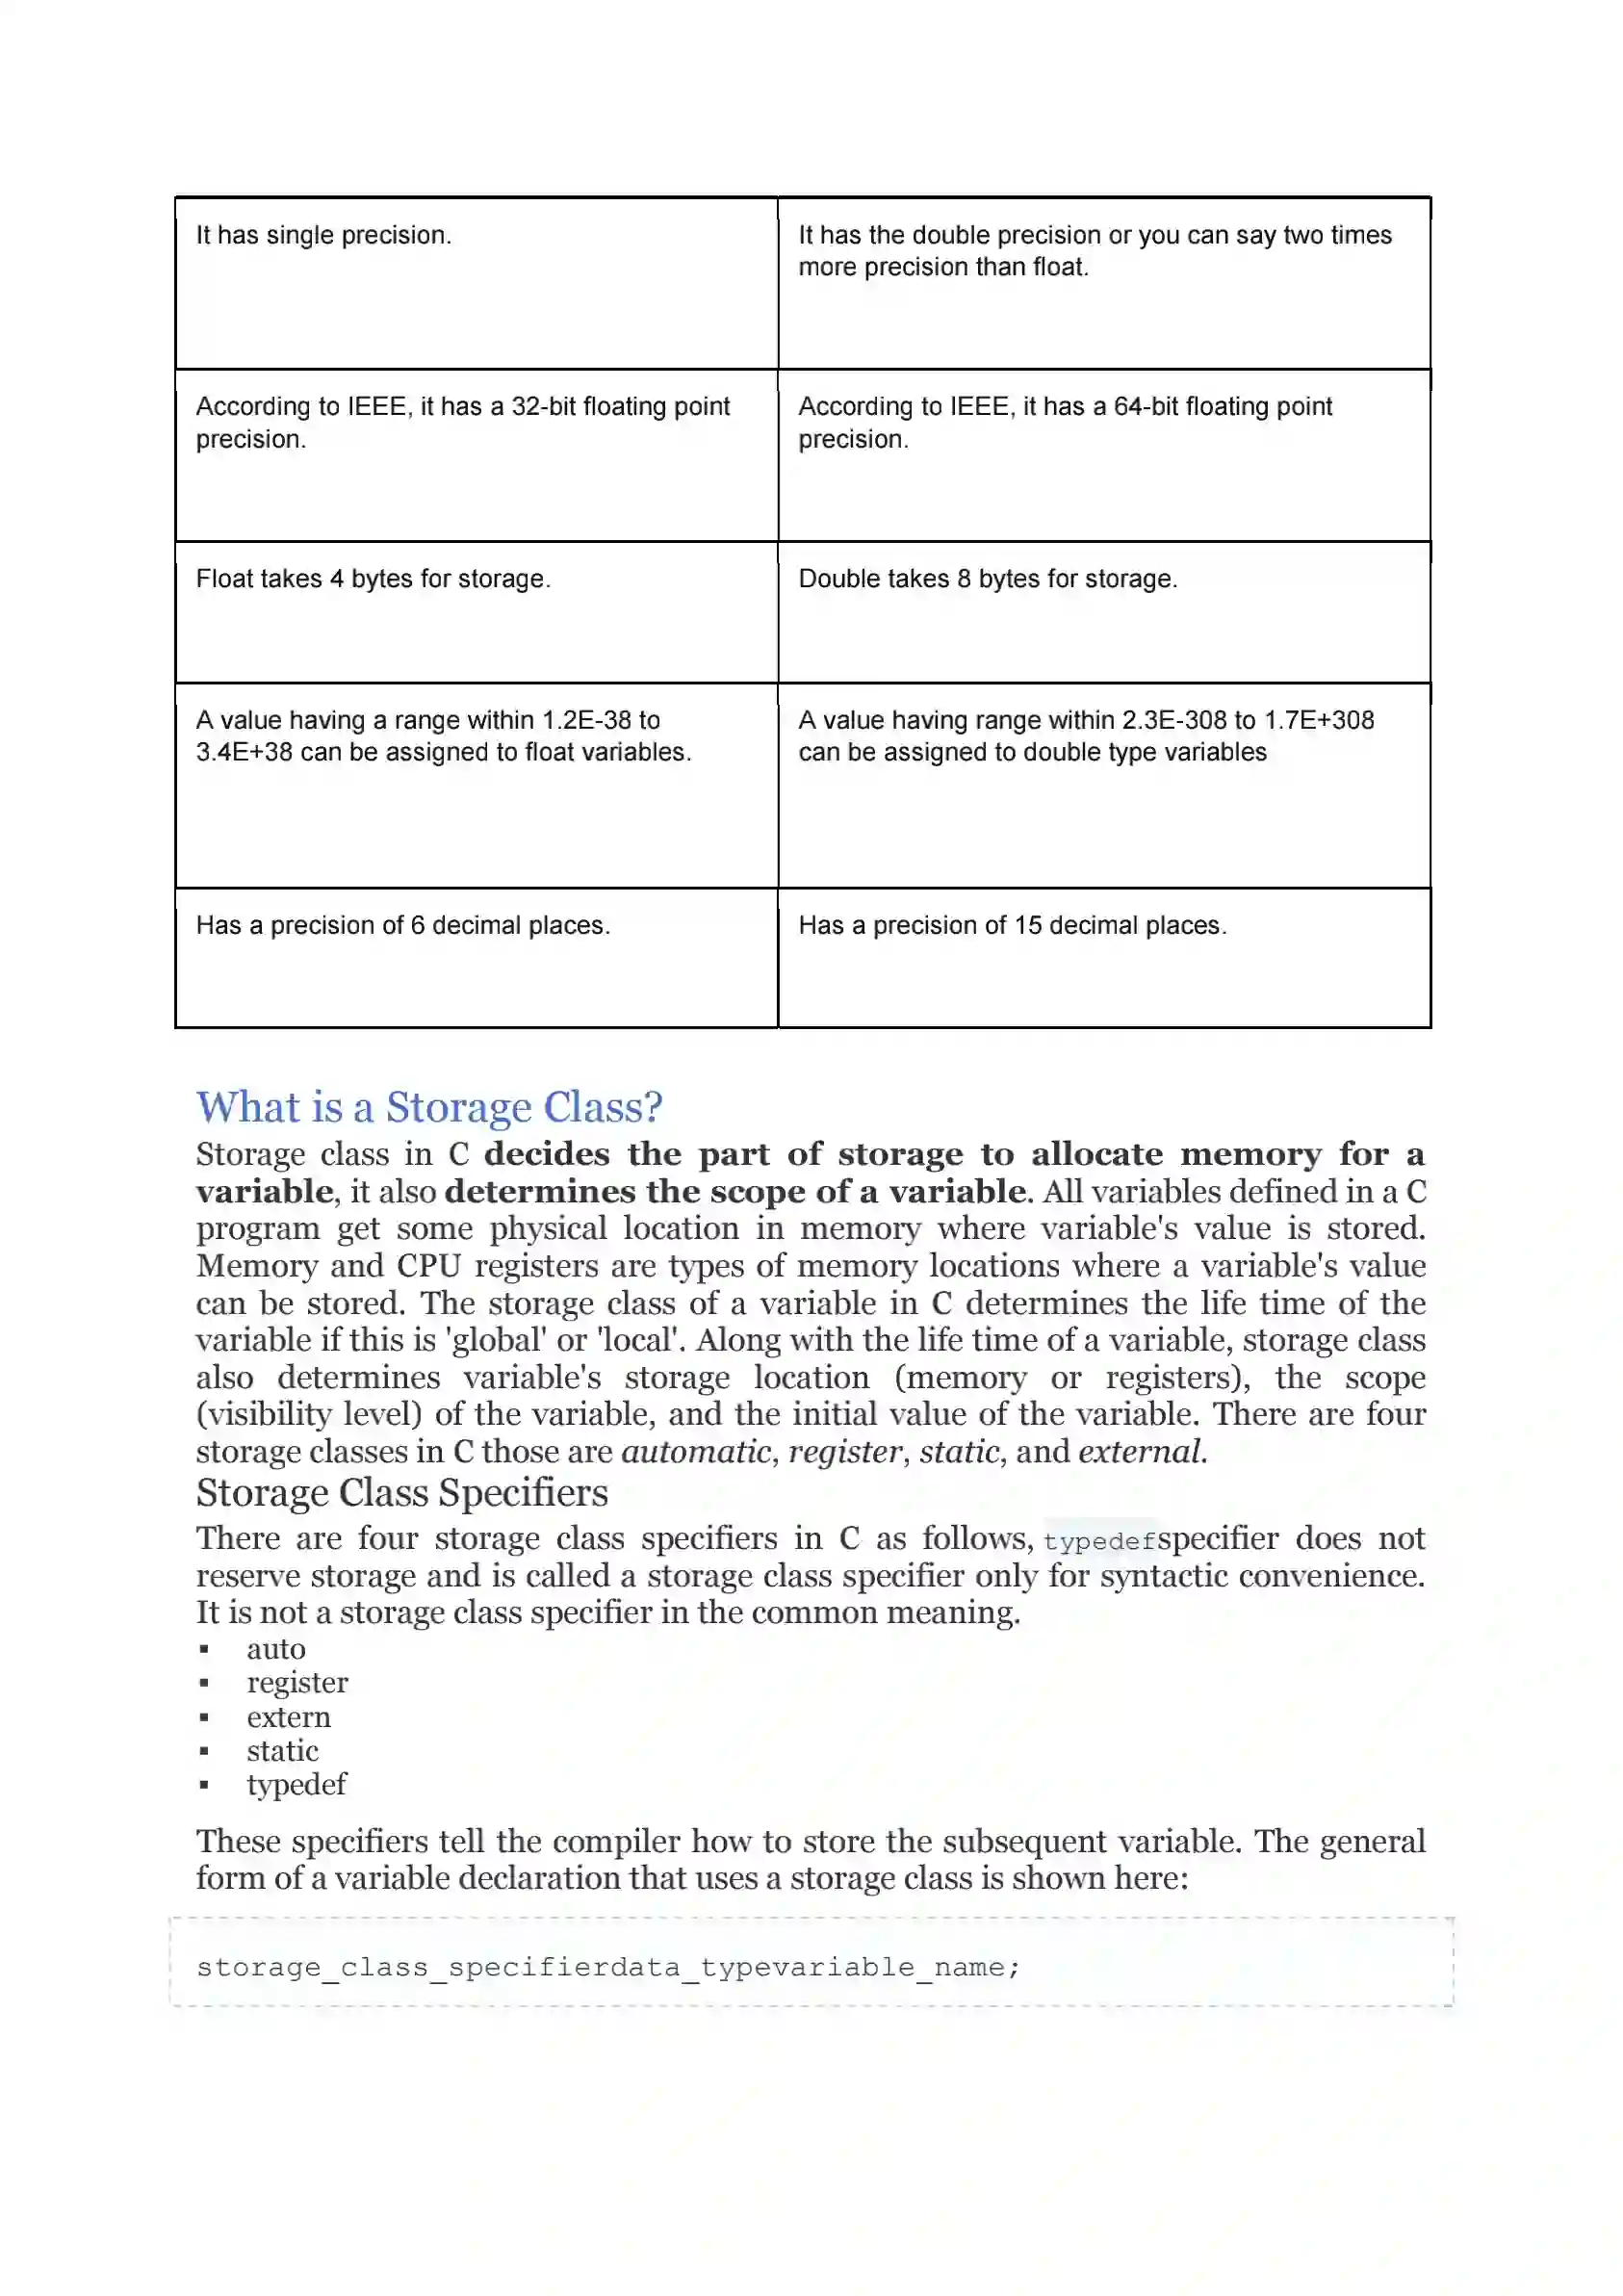 It has single precision.
It has the double precision or you can say two times
more precision than float.
According to IEEE, it has a 32-bit floating point
precision.
According to IEEE, it has a 64-bit floating point
precision.
Float takes 4 bytes for storage.
Double takes 8 bytes for storage.
A value having a range within 1.2E-38 to
3.4E+38 can be assigned to float variables.
A value having range within 2.3E-308 to 1.7E+308
can be assigned to double type variables
Has a precision of 6 decimal places.
Has a precision of 15 decimal places.
What is a Storage Class?
Storage class in C decides the part of storage to allocate memory for a
variable, it also determines the scope of a variable. All variables defined in a C
program get some physical location in memory where variable's value is stored.
Memory and CPU registers are types of memory locations where a variable's value
can be stored. The storage class of a variable in C determines the life time of the
variable if this is 'global' or 'local'. Along with the life time of a variable, storage class
also determines variable's storage location (memory or registers), the scope
(visibility level) of the variable, and the initial value of the variable. There are four
storage classes in C those are automatic, register, static, and external.
Storage Class Specifiers
There are four storage class specifiers in C as follows, typedefspecifier does not
reserve storage and is called a storage class specifier only for syntactic convenience.
It is not a storage class specifier in the common meaning.
▪ auto
▪ register
▪ extern
▪ static
▪ typedef
These specifiers tell the compiler how to store the subsequent variable. The general
form of a variable declaration that uses a storage class is shown here:
storage_class_specifierdata_typevariable_name;